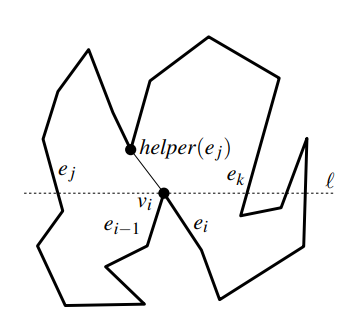 helper(e_j)
e_j
e_k
ℓ
v_i
e_{i−1}
e_i